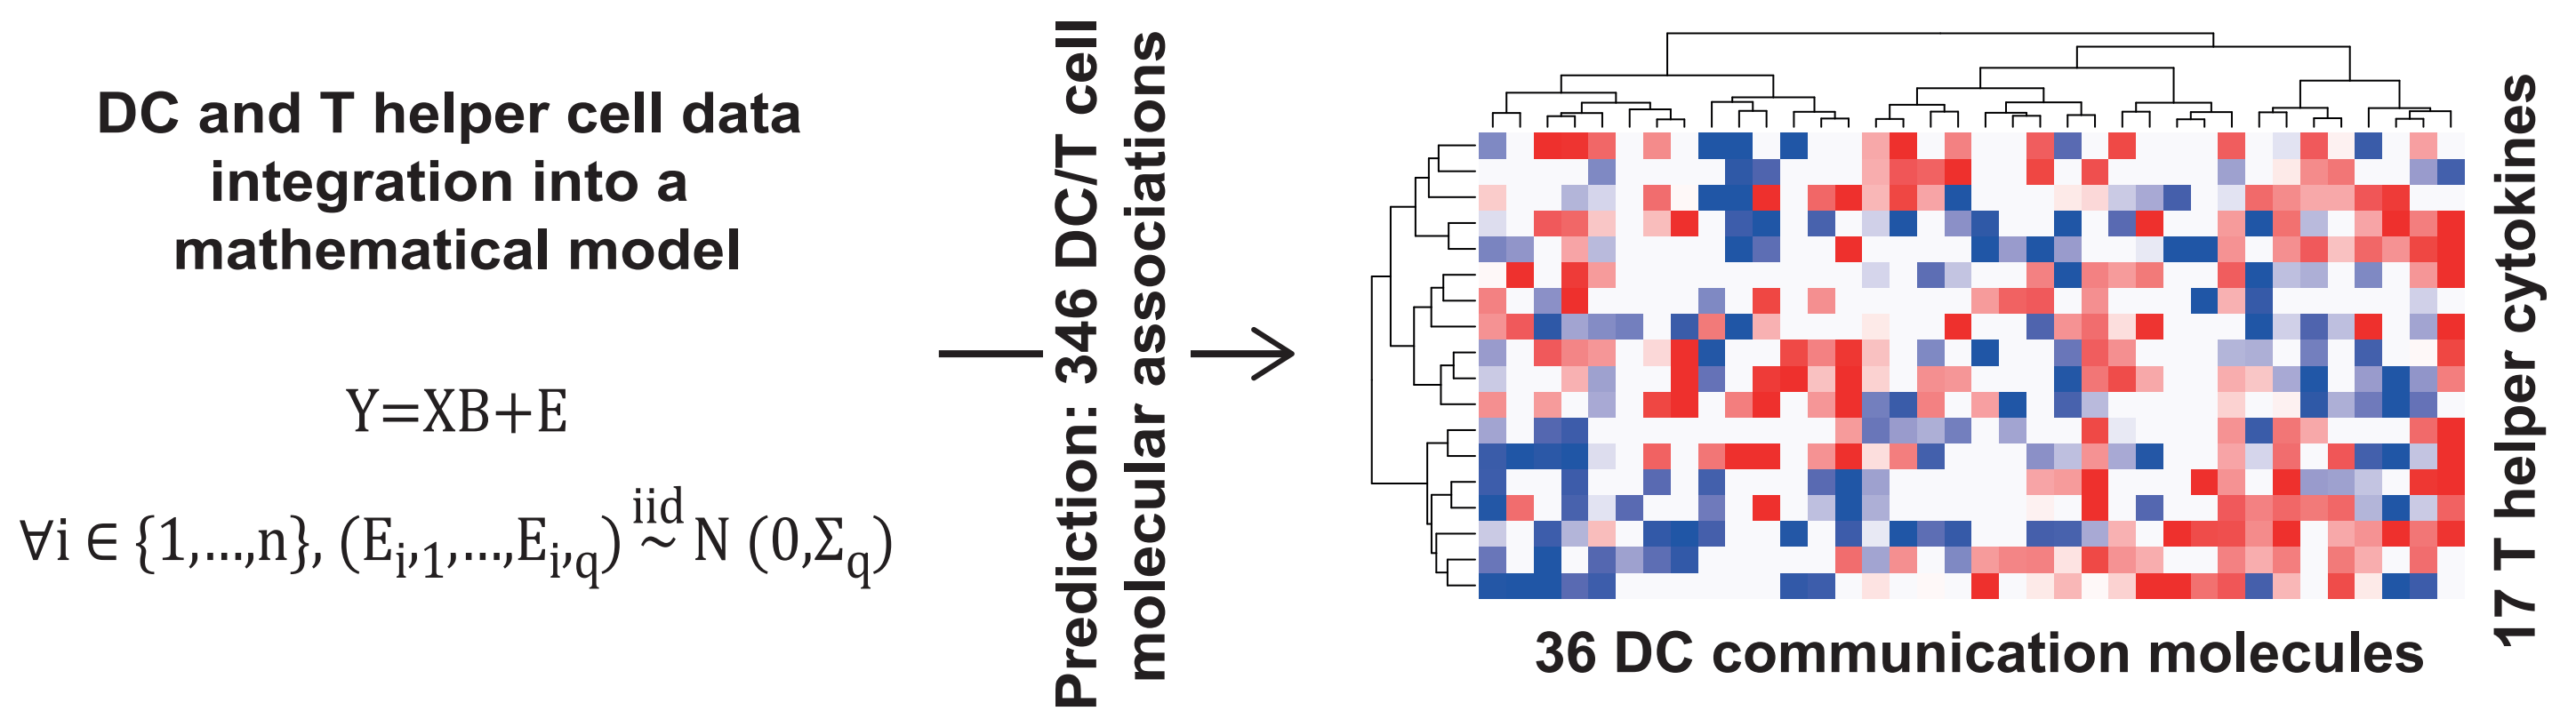 DC and T helper cell data
integration into a
mathematical model
Y=XB+E
∀i ∈ {1,...,n}, (Ei,1,...,Ei,q) iid ~ N (0,Σq)
Prediction: 346 DC/T cell
molecular associations
36 DC communication molecules
17 T helper cytokines